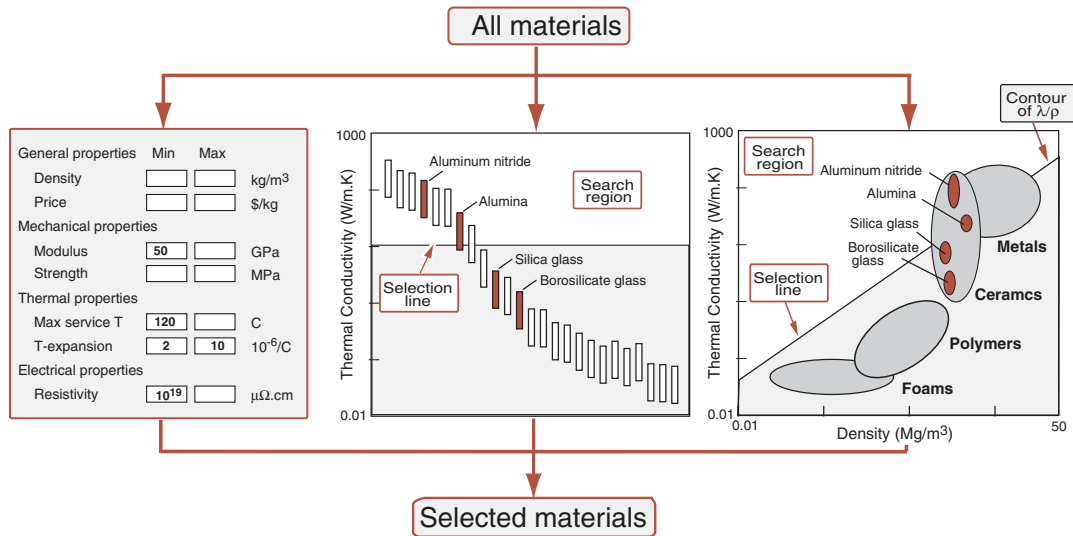 All materials
General properties Min Max
Density kg/m³
Price $/kg
Mechanical properties
Modulus 50 GPa
Strength MPa
Thermal properties
Max service T 120 C
T-expansion 2 10 10⁻⁶/C
Electrical properties
Resistivity 10¹⁹ μΩ.cm
1000
Thermal Conductivity (W/m.K)
0.01
Aluminum nitride
Alumina
Search
region
Silica glass
Borosilicate glass
Selection
line
Contour
of λ/ρ
1000
Thermal Conductivity (W/m.K)
0.01
Search
region
Aluminum nitride
Alumina
Silica glass
Borosilicate
glass
Metals
Ceramcs
Selection
line
Polymers
Foams
0.01
Density (Mg/m³)
50
Selected materials